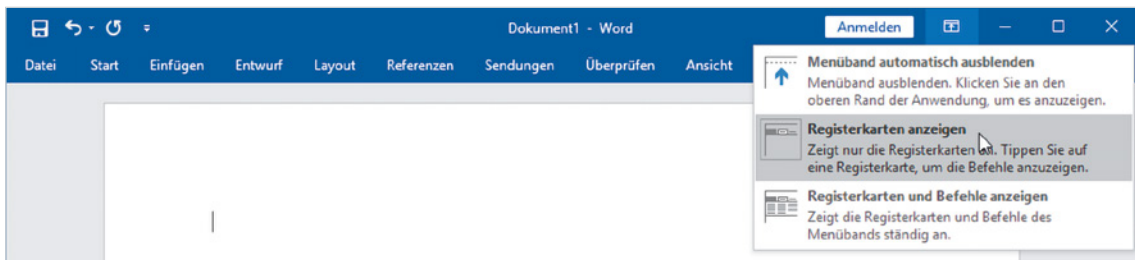 Dokument1 - Word
Anmelden
Datei Start Einfügen Entwurf Layout Referenzen Sendungen Überprüfen Ansicht
Menüband automatisch ausblenden
Menüband ausblenden. Klicken Sie an den
oberen Rand der Anwendung, um es anzuzeigen.
Registerkarten anzeigen
Zeigt nur die Registerkarten an. Tippen Sie auf
eine Registerkarte, um die Befehle anzuzeigen.
Registerkarten und Befehle anzeigen
Zeigt die Registerkarten und Befehle des
Menübands ständig an.